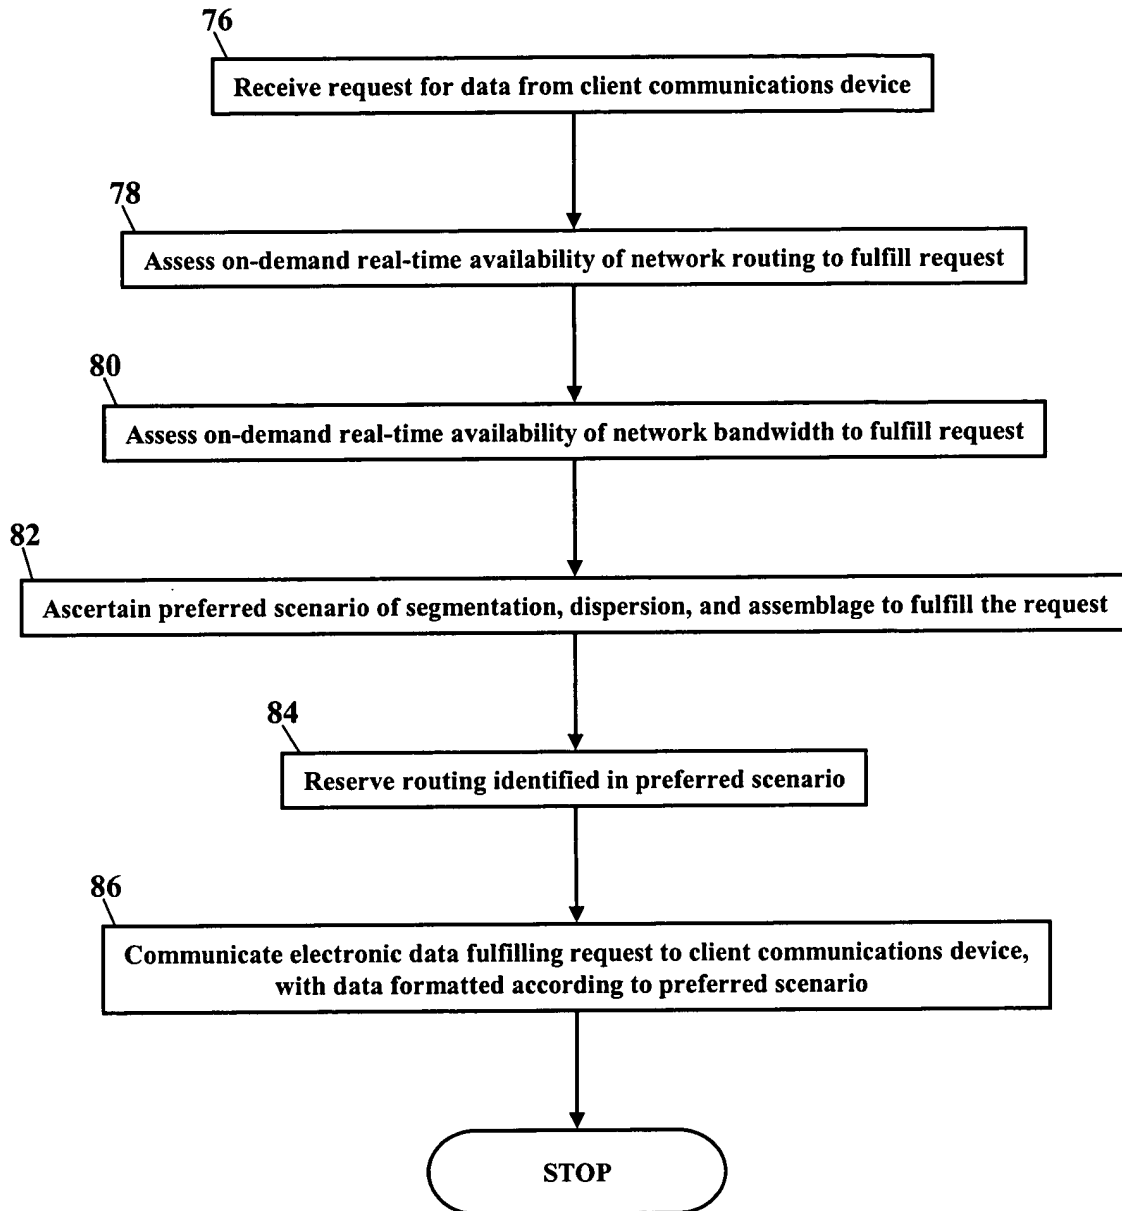 76
Receive request for data from client communications device
78
Assess on-demand real-time availability of network routing to fulfill request
80
Assess on-demand real-time availability of network bandwidth to fulfill request
82
Ascertain preferred scenario of segmentation, dispersion, and assemblage to fulfill the request
84
Reserve routing identified in preferred scenario
86
Communicate electronic data fulfilling request to client communications device,
with data formatted according to preferred scenario
STOP